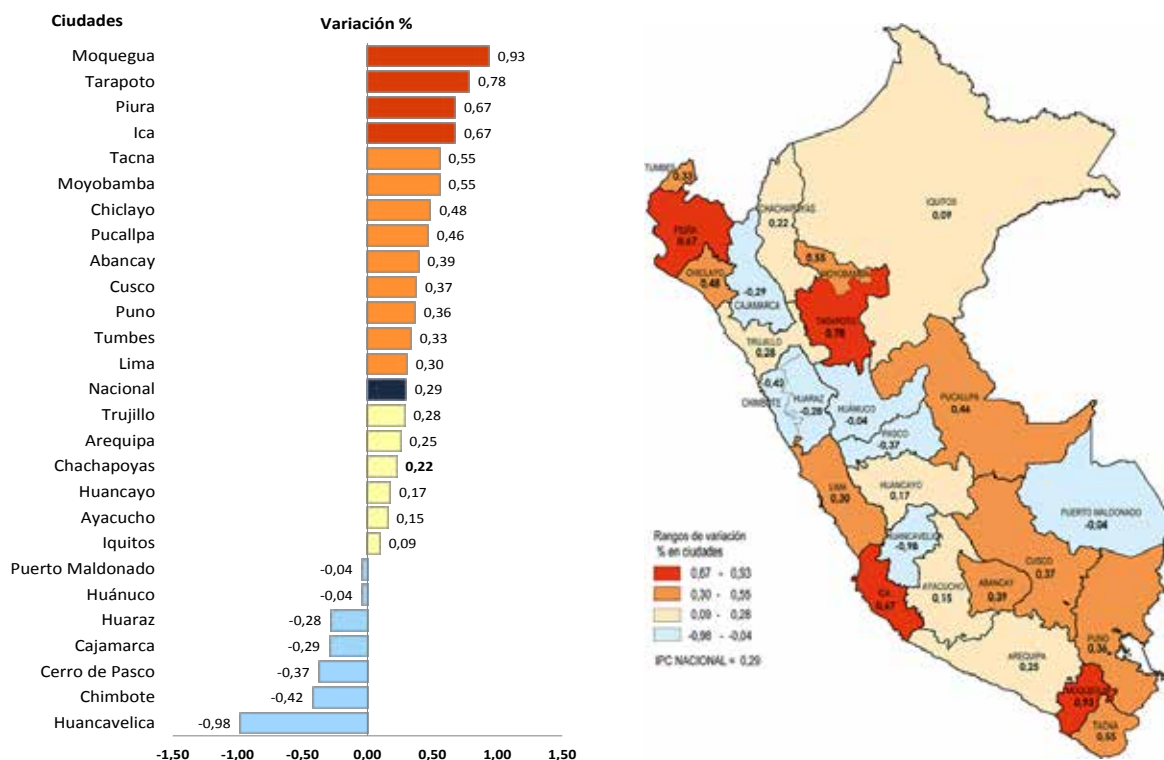 Ciudades Variación %
Moquegua 0,93
Tarapoto 0,78
Piura 0,67
Ica 0,67
Tacna 0,55
Moyobamba 0,55
Chiclayo 0,48
Pucallpa 0,46
Abancay 0,39
Cusco 0,37
Puno 0,36
Tumbes 0,33
Lima 0,30
Nacional 0,29
Trujillo 0,28
Arequipa 0,25
Chachapoyas 0,22
Huancayo 0,17
Ayacucho 0,15
Iquitos 0,09
Puerto Maldonado -0,04
Huánuco -0,04
Huaraz -0,28
Cajamarca -0,29
Cerro de Pasco -0,37
Chimbote -0,42
Huancavelica -0,98
-1,50 -1,00 -0,50 0,00 0,50 1,00 1,50
TUMBES
0,33
CHACHAPOYAS
0,22
IQUITOS
0,09
PIURA
0,67
CHICLAYO
0,48
-0,29
CAJAMARCA
0,55
MOYOBAMBA
TARAPOTO
0,78
TRUJILLO
0,28
-0,42
CHIMBOTE
HUARAZ
-0,28
HUÁNUCO
-0,04
PASCO
-0,37
PUCALLPA
0,46
LIMA
0,30
HUANCAYO
0,17
PUERTO MALDONADO
-0,04
HUANCAVELICA
-0,98
ICA
0,67
AYACUCHO
0,15
ABANCAY
0,39
CUSCO
0,37
PUNO
0,36
AREQUIPA
0,25
MOQUEGUA
0,93
TACNA
0,55
Rangos de variación
% en ciudades
0,67 - 0,93
0,30 - 0,55
0,09 - 0,28
-0,98 - -0,04
IPC NACIONAL = 0,29